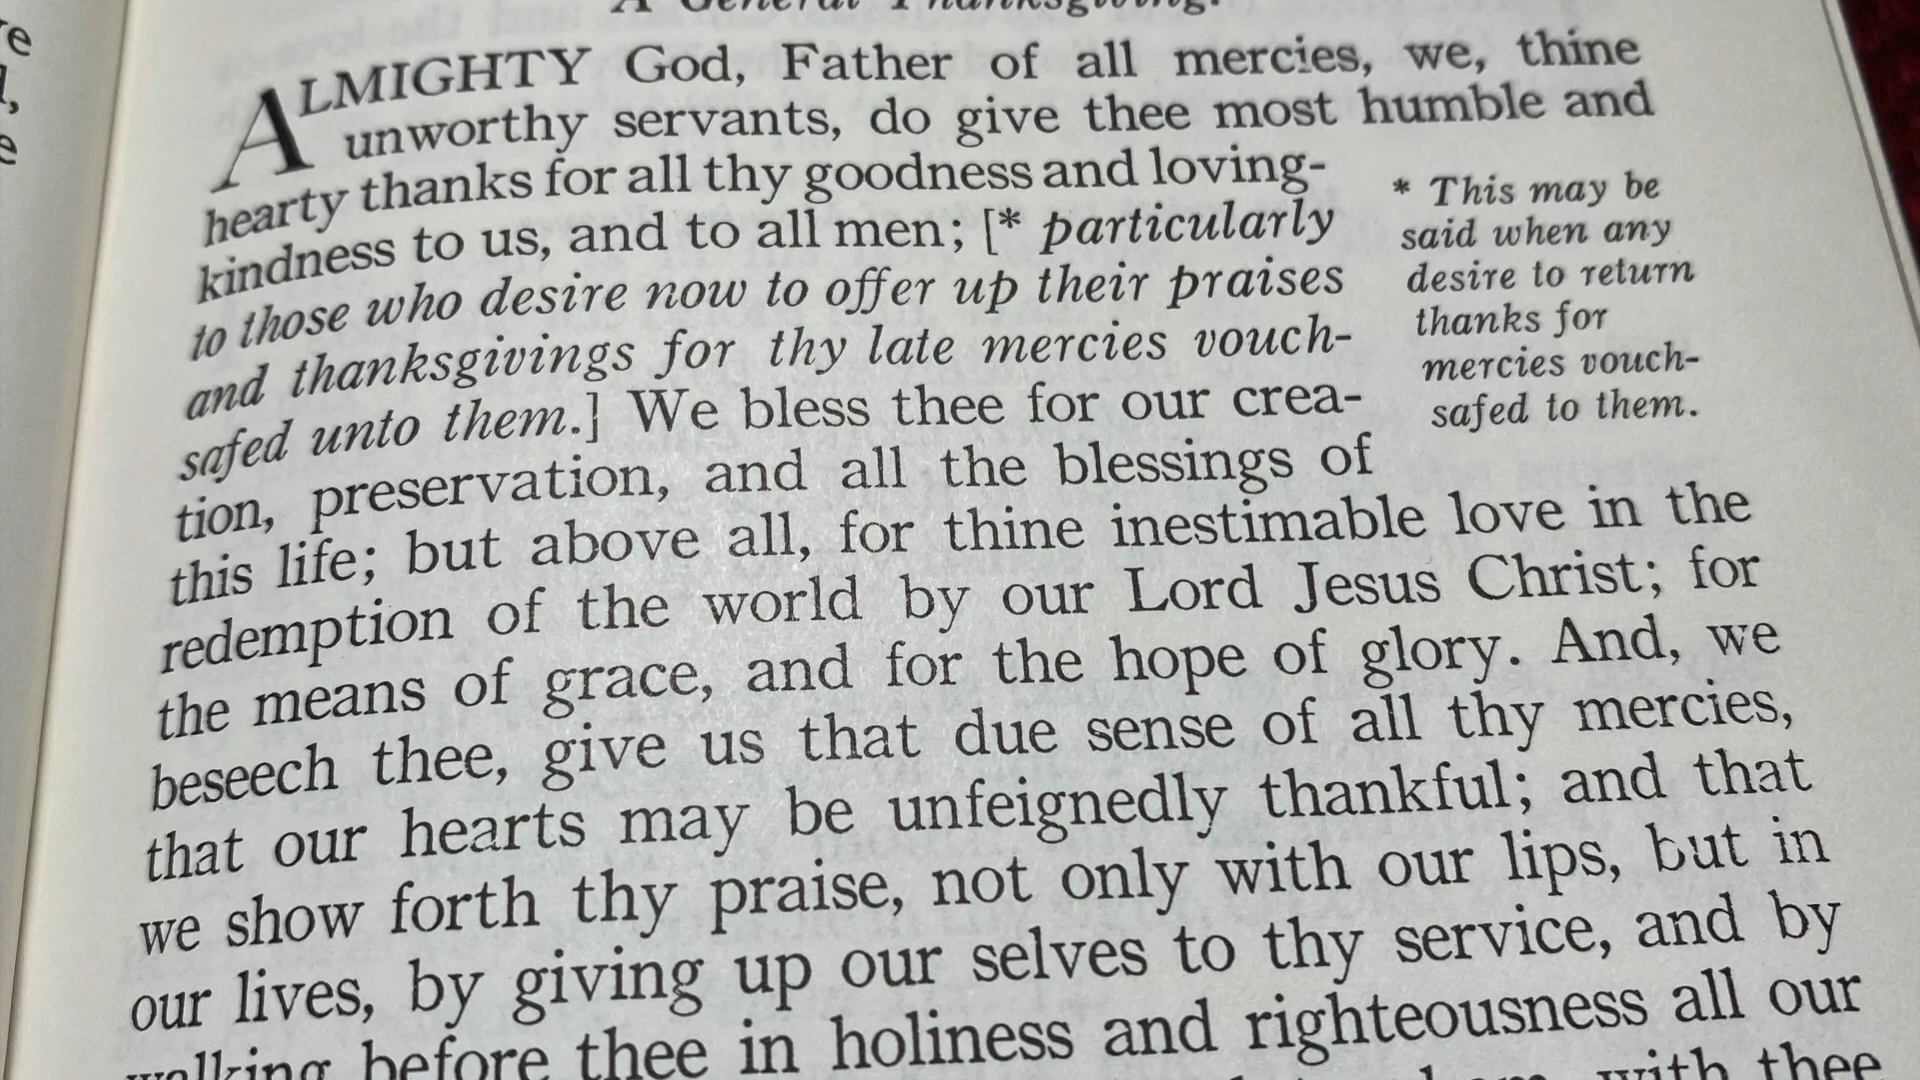 A General Thanksgiving.
ALMIGHTY God, Father of all mercies, we, thine
unworthy servants, do give thee most humble and
hearty thanks for all thy goodness and loving-
kindness to us, and to all men; [* particularly
to those who desire now to offer up their praises
and thanksgivings for thy late mercies vouch-
safed unto them.] We bless thee for our crea-
tion, preservation, and all the blessings of
* This may be
said when any
desire to return
thanks for
mercies vouch-
safed to them.
this life; but above all, for thine inestimable love in the
redemption of the world by our Lord Jesus Christ; for
the means of grace, and for the hope of glory. And, we
beseech thee, give us that due sense of all thy mercies,
that our hearts may be unfeignedly thankful; and that
we show forth thy praise, not only with our lips, but in
our lives, by giving up our selves to thy service, and by
walking before thee in holiness and righteousness all our
with thee